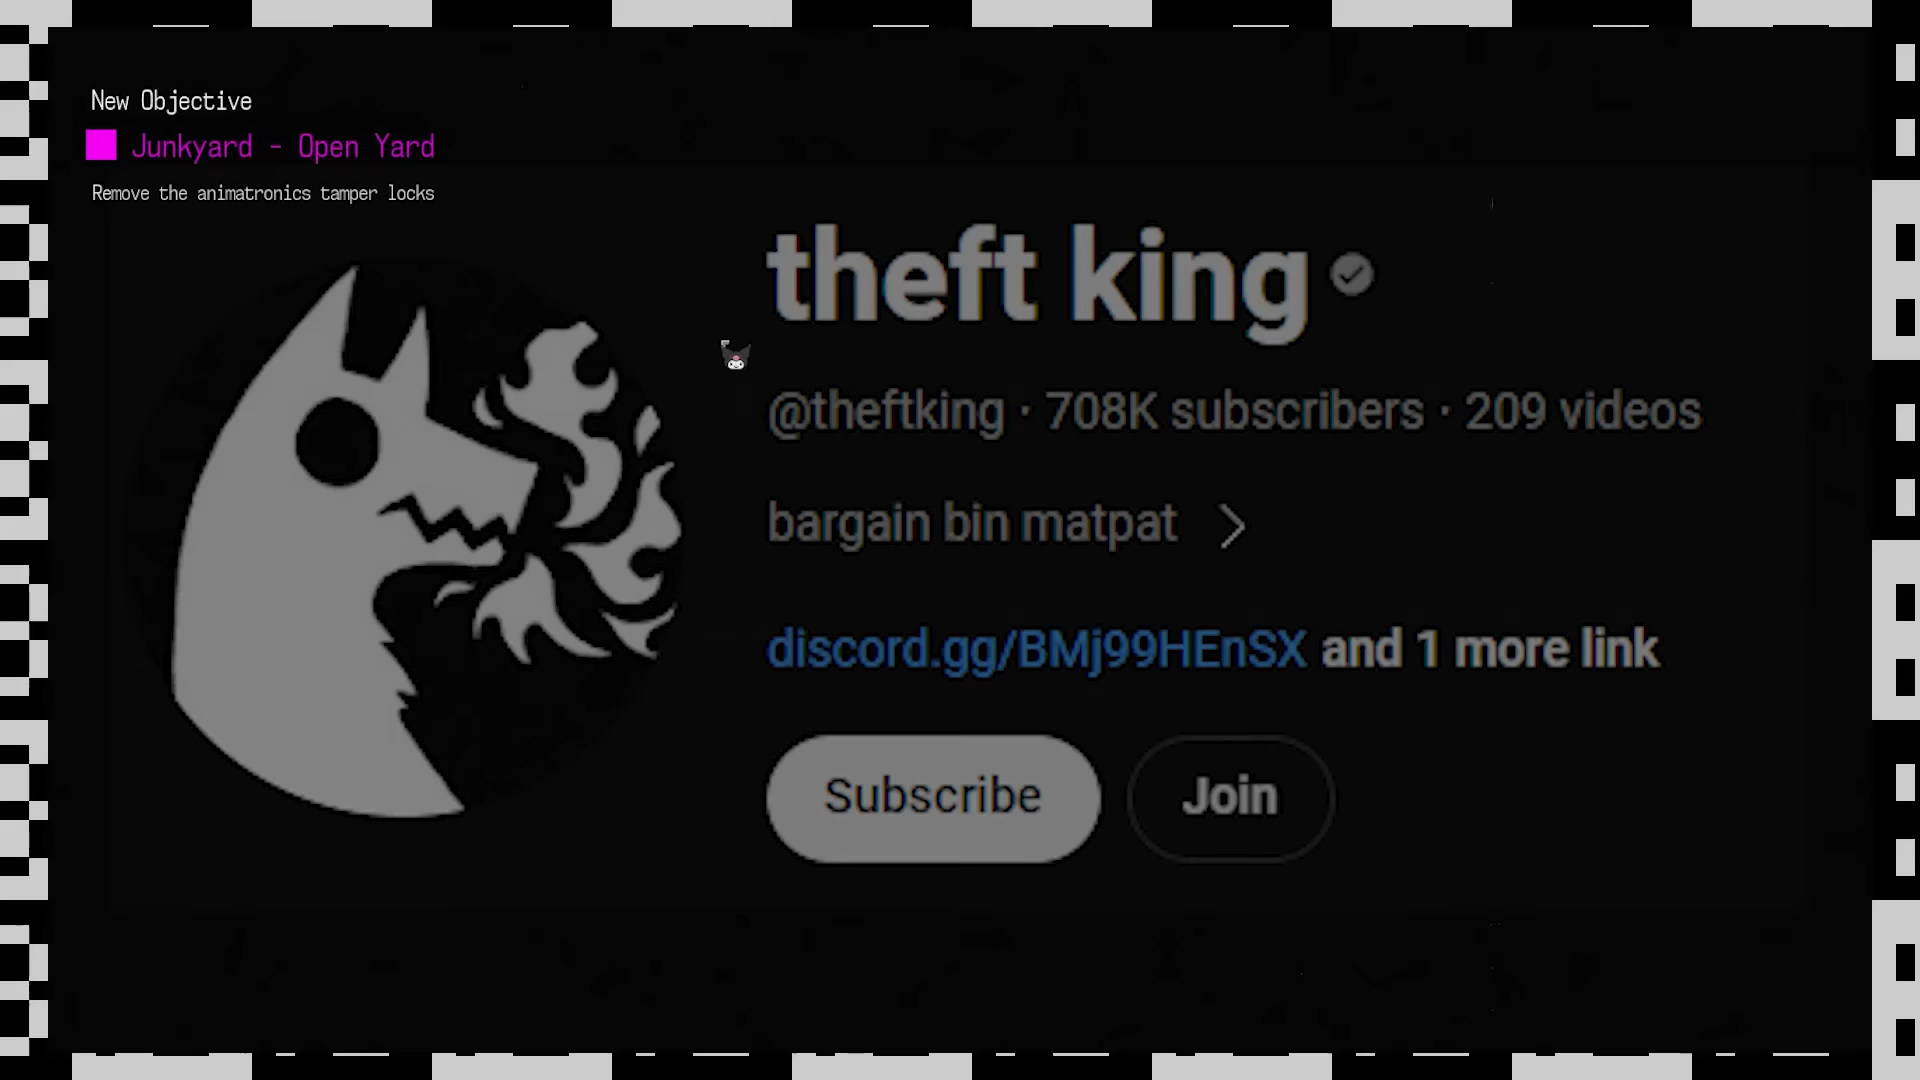 New Objective
Junkyard - Open Yard
Remove the animatronics tamper locks
theft king
@theftking · 708K subscribers · 209 videos
bargain bin matpat
discord.gg/BMj99HEnSX and 1 more link
Subscribe
Join